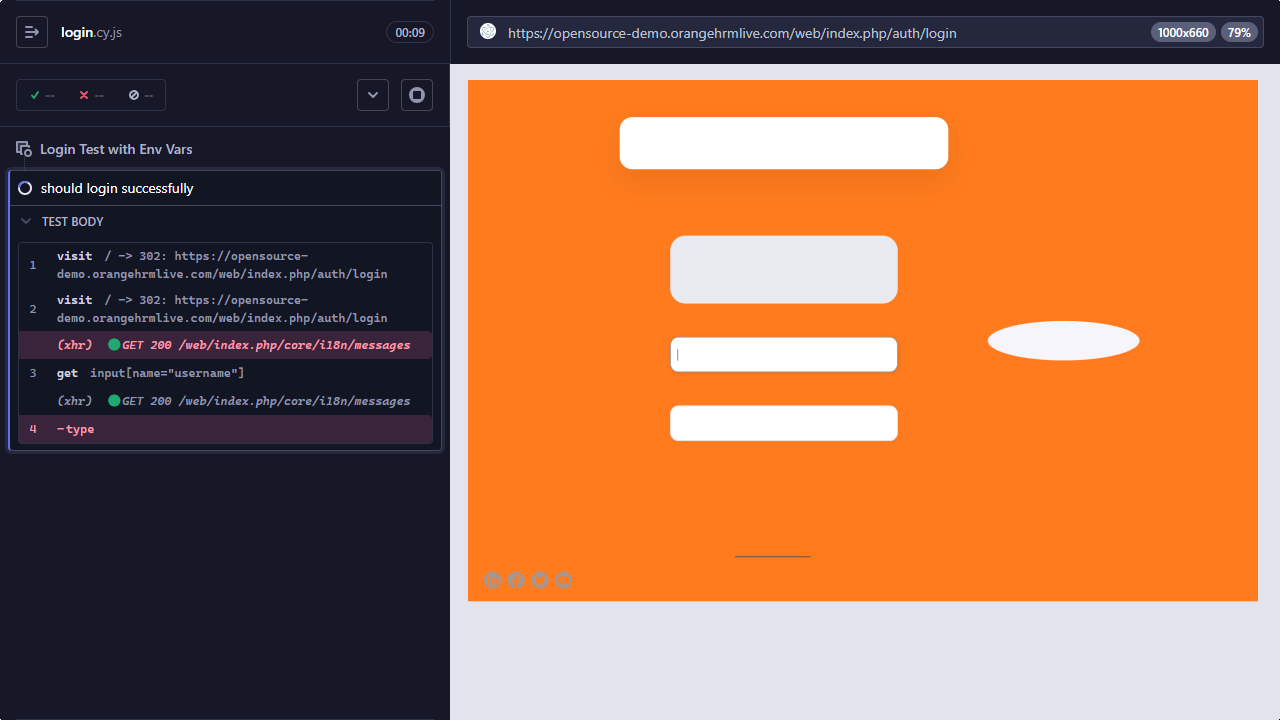 login.cy.js
00:09
https://opensource-demo.orangehrmlive.com/web/index.php/auth/login
1000x660
79%
--
--
--
Login Test with Env Vars
should login successfully
TEST BODY
1 visit / -> 302: https://opensource-
demo.orangehrmlive.com/web/index.php/auth/login
2 visit / -> 302: https://opensource-
demo.orangehrmlive.com/web/index.php/auth/login
(xhr) GET 200 /web/index.php/core/i18n/messages
3 get input[name="username"]
(xhr) GET 200 /web/index.php/core/i18n/messages
4 -type